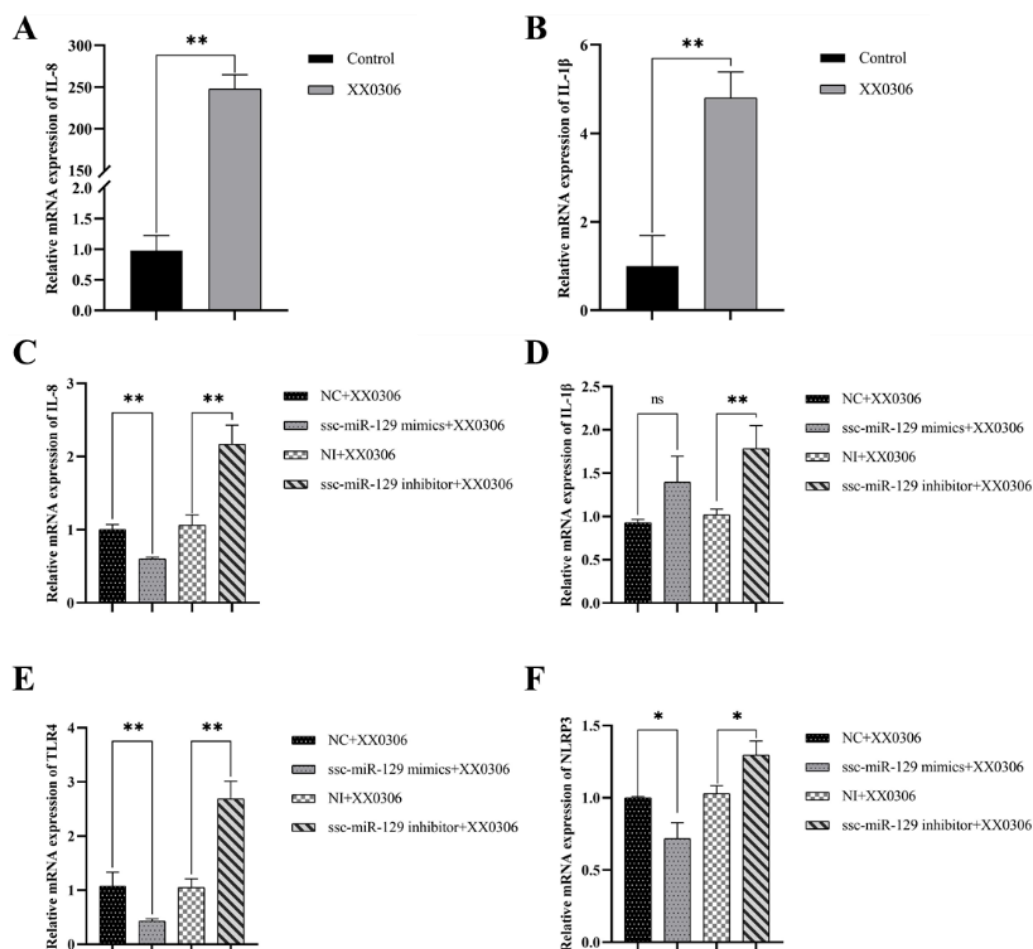 A
Relative mRNA expression of IL-8
300
250
200
150
2.0
1.5
1.0
0.5
0.0
**
Control
XX0306
B
Relative mRNA expression of IL-1β
6
4
2
0
**
Control
XX0306
C
Relative mRNA expression of IL-8
3
2
1
0
**
**
NC+XX0306
ssc-miR-129 mimics+XX0306
NI+XX0306
ssc-miR-129 inhibitor+XX0306
D
Relative mRNA expression of IL-1β
2.5
2.0
1.5
1.0
0.5
0.0
ns
**
NC+XX0306
ssc-miR-129 mimics+XX0306
NI+XX0306
ssc-miR-129 inhibitor+XX0306
E
Relative mRNA expression of TLR4
4
3
2
1
0
**
**
NC+XX0306
ssc-miR-129 mimics+XX0306
NI+XX0306
ssc-miR-129 inhibitor+XX0306
F
Relative mRNA expression of NLRP3
1.5
1.0
0.5
0.0
*
*
NC+XX0306
ssc-miR-129 mimics+XX0306
NI+XX0306
ssc-miR-129 inhibitor+XX0306